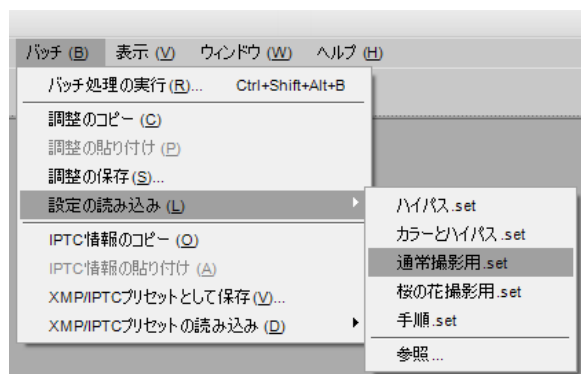 バッチ (B) 表示 (V) ウィンドウ (W) ヘルプ (H)
バッチ処理の実行(R)... Ctrl+Shift+Alt+B
調整のコピー (C)
調整の貼り付け (P)
調整の保存(S)...
設定の読み込み (L)
IPTC情報のコピー (O)
IPTC情報の貼り付け (A)
XMP/IPTCプリセットとして保存(V)...
XMP/IPTCプリセットの読み込み (D)
ハイパス.set
カラーとハイパス.set
通常撮影用.set
桜の花撮影用.set
手順.set
参照...